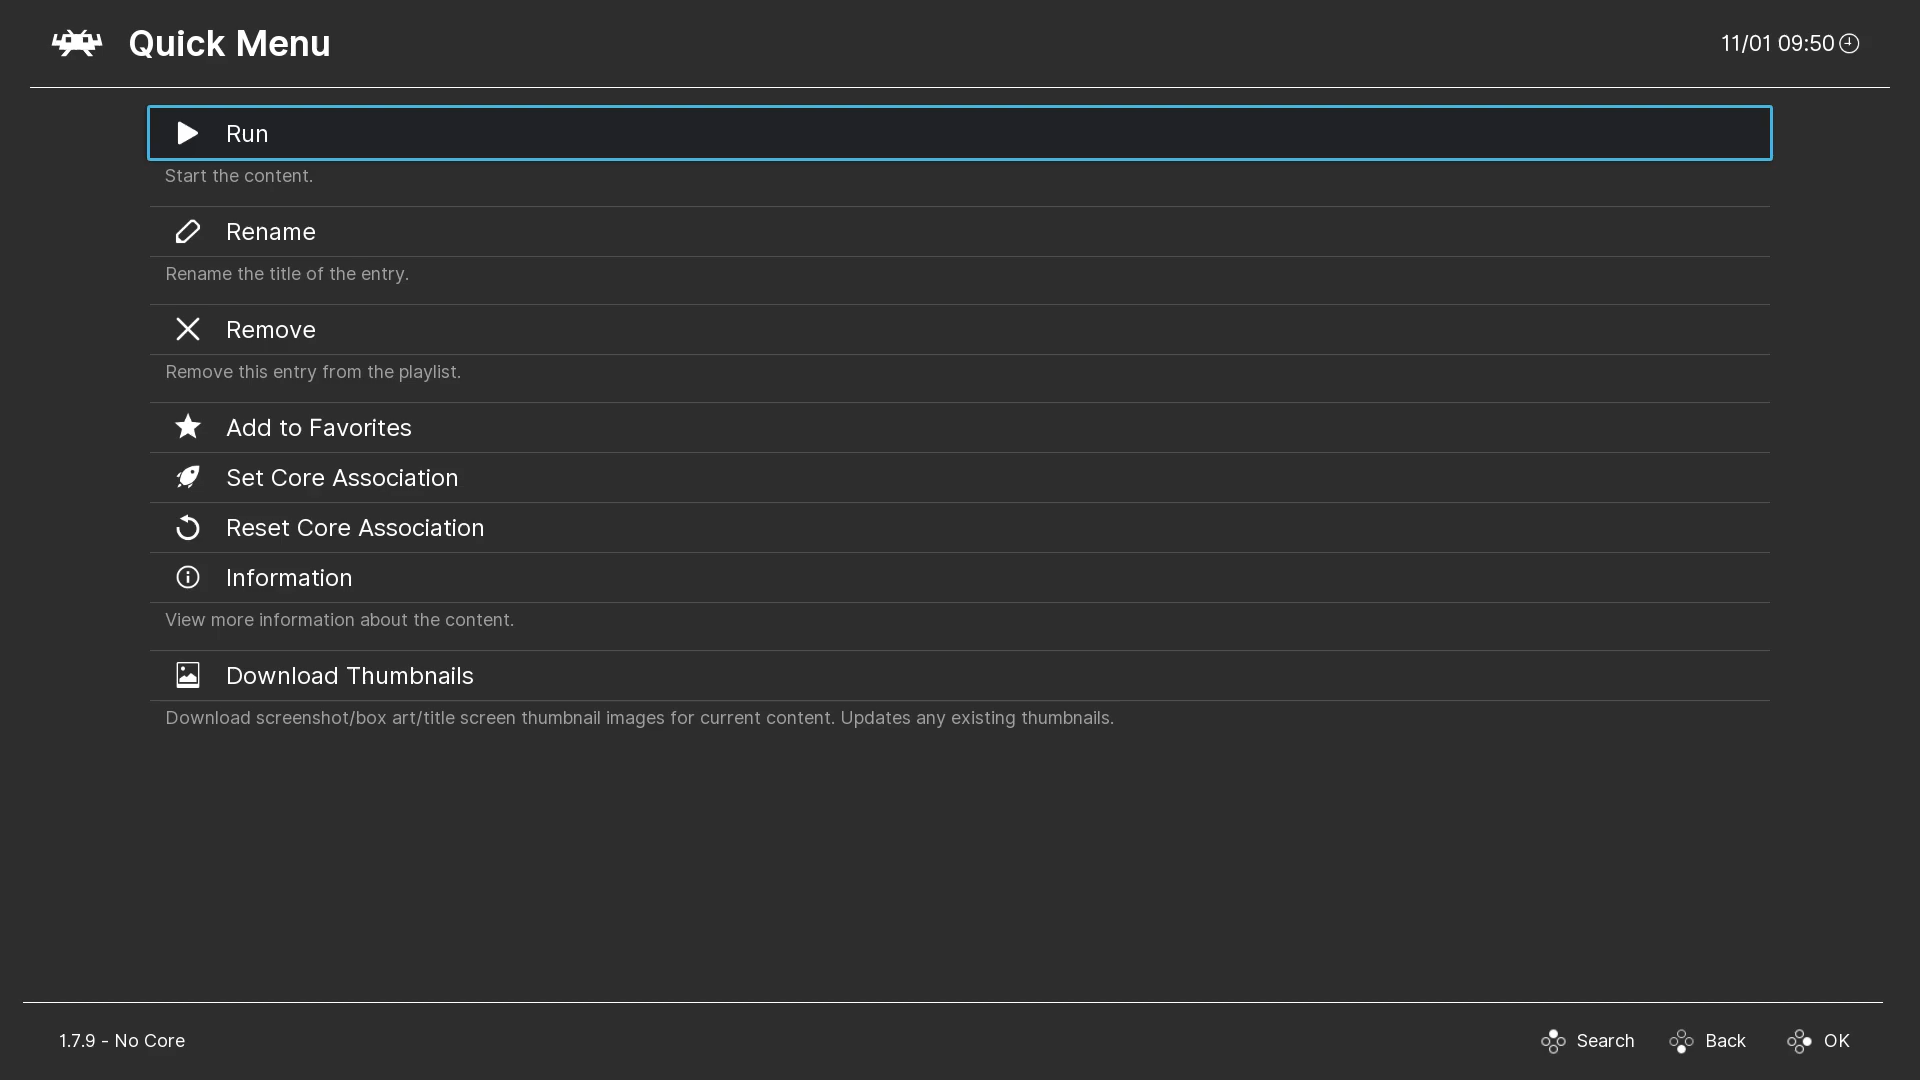 Quick Menu
11/01 09:50
Run
Start the content.
Rename
Rename the title of the entry.
Remove
Remove this entry from the playlist.
Add to Favorites
Set Core Association
Reset Core Association
Information
View more information about the content.
Download Thumbnails
Download screenshot/box art/title screen thumbnail images for current content. Updates any existing thumbnails.
1.7.9 - No Core
Search
Back
OK